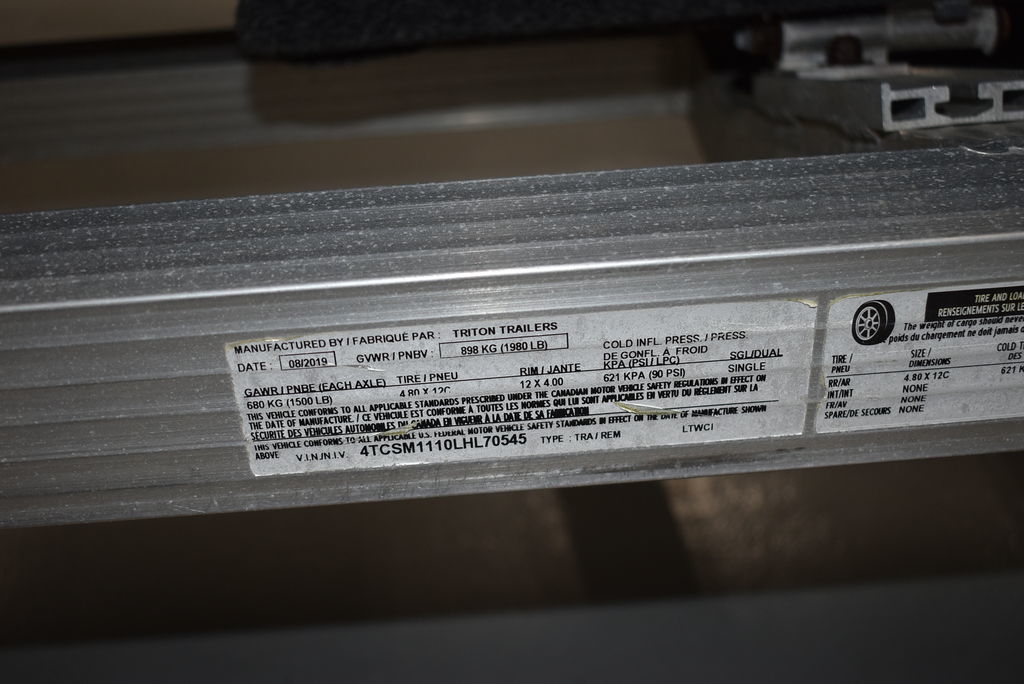 MANUFACTURED BY / FABRIQUÉ PAR : TRITON TRAILERS
DATE : 08/2019 GVWR / PNBV : 898 KG (1980 LB)
COLD INFL. PRESS. / PRESS.
DE GONFL. À FROID
GAWR / PNBE (EACH AXLE) TIRE / PNEU RIM / JANTE KPA (PSI / LPC) SGL/DUAL
680 KG (1500 LB) 4.80 X 12C 12 X 4.00 621 KPA (90 PSI) SINGLE
THIS VEHICLE CONFORMS TO ALL APPLICABLE STANDARDS PRESCRIBED UNDER THE CANADIAN MOTOR VEHICLE SAFETY REGULATIONS IN EFFECT ON
THE DATE OF MANUFACTURE. / CE VÉHICULE EST CONFORME À TOUTES LES NORMES QUI LUI SONT APPLICABLES EN VERTU DU RÈGLEMENT SUR LA
SÉCURITÉ DES VÉHICULES AUTOMOBILES DU CANADA EN VIGUEUR À LA DATE DE SA FABRICATION
THIS VEHICLE CONFORMS TO ALL APPLICABLE U.S. FEDERAL MOTOR VEHICLE SAFETY STANDARDS IN EFFECT ON THE DATE OF MANUFACTURE SHOWN
ABOVE V.I.N./N.I.V. 4TCSM1110LHL70545 TYPE : TRA / REM LTWCI
TIRE AND LOA
RENSEIGNEMENTS SUR LE
The weight of cargo should never
poids du chargement ne doit jamais
TIRE / SIZE / COLD T
PNEU DIMENSIONS DES
RR/AR 4.80 X 12C 621 K
INT/INT NONE
FR/AV NONE
SPARE/DE SECOURS NONE